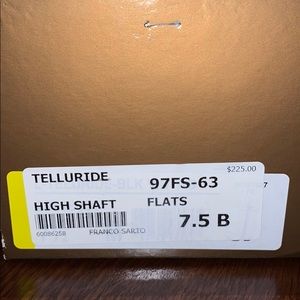 $225.00
TELLURIDE 97FS-63
HIGH SHAFT FLATS
7.5 B
60086258 FRANCO SARTO